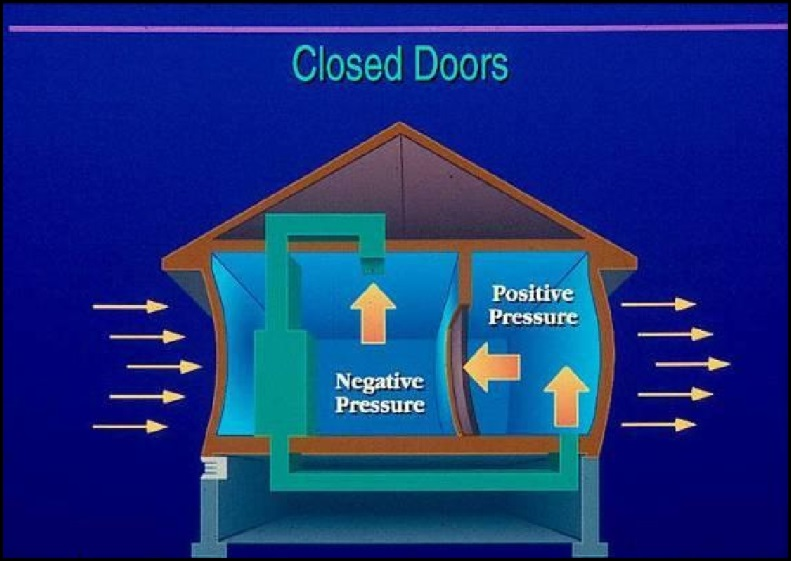 Closed Doors
Positive
Pressure
Negative
Pressure